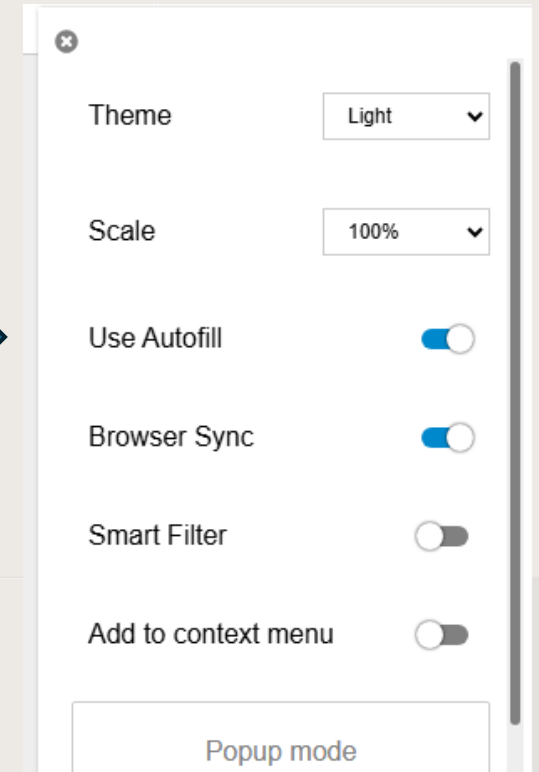 Theme Light
Scale 100%
Use Autofill
Browser Sync
Smart Filter
Add to context menu
Popup mode